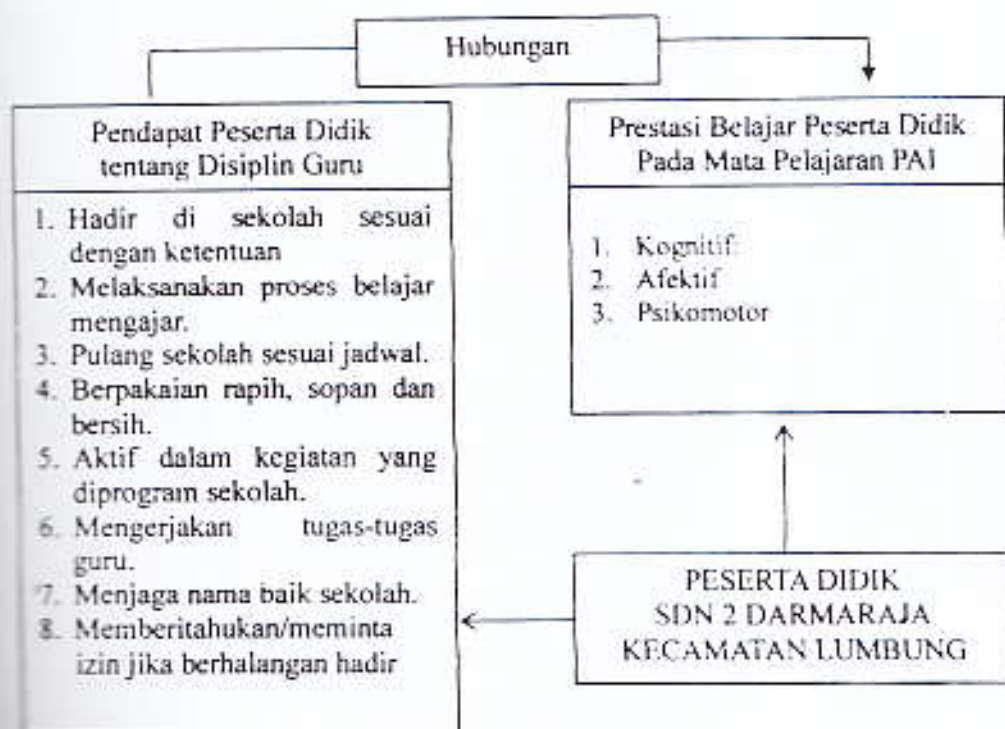 Hubungan
Pendapat Peserta Didik
tentang Disiplin Guru
1. Hadir di sekolah sesuai
dengan ketentuan
2. Melaksanakan proses belajar
mengajar.
3. Pulang sekolah sesuai jadwal.
4. Berpakaian rapih, sopan dan
bersih.
5. Aktif dalam kegiatan yang
diprogram sekolah.
6. Mengerjakan tugas-tugas
guru.
7. Menjaga nama baik sekolah.
8. Memberitahukan/meminta
izin jika berhalangan hadir
Prestasi Belajar Peserta Didik
Pada Mata Pelajaran PAI
1. Kognitif
2. Afektif
3. Psikomotor
PESERTA DIDIK
SDN 2 DARMARAJA
KECAMATAN LUMBUNG